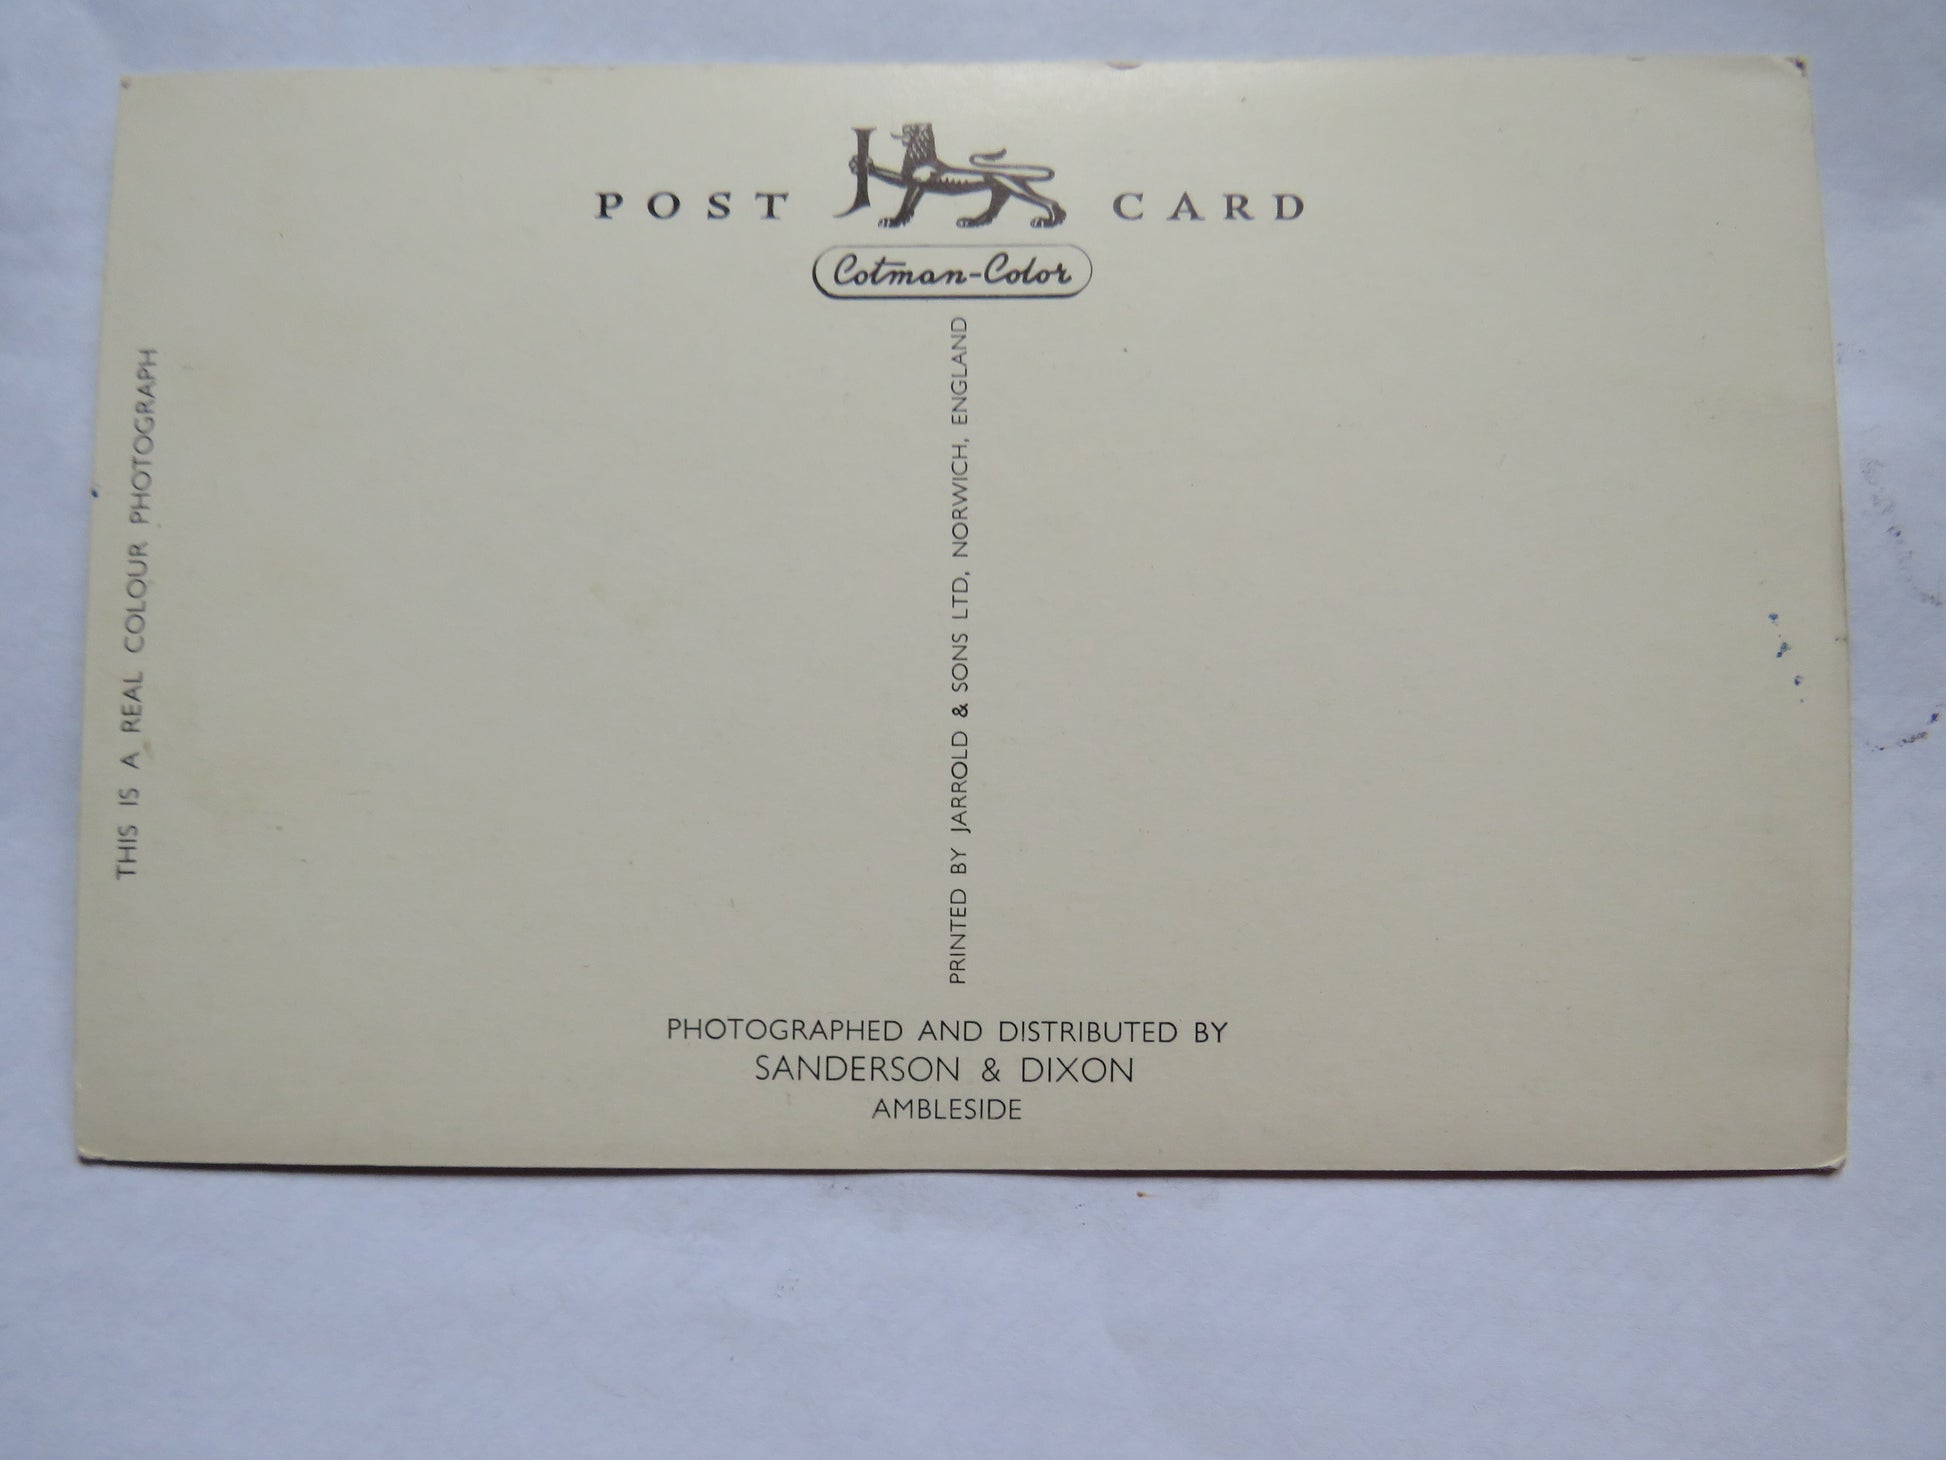 POST J CARD
Cotman-Color
THIS IS A REAL COLOUR PHOTOGRAPH
PRINTED BY JARROLD & SONS LTD, NORWICH, ENGLAND
PHOTOGRAPHED AND DISTRIBUTED BY
SANDERSON & DIXON
AMBLESIDE